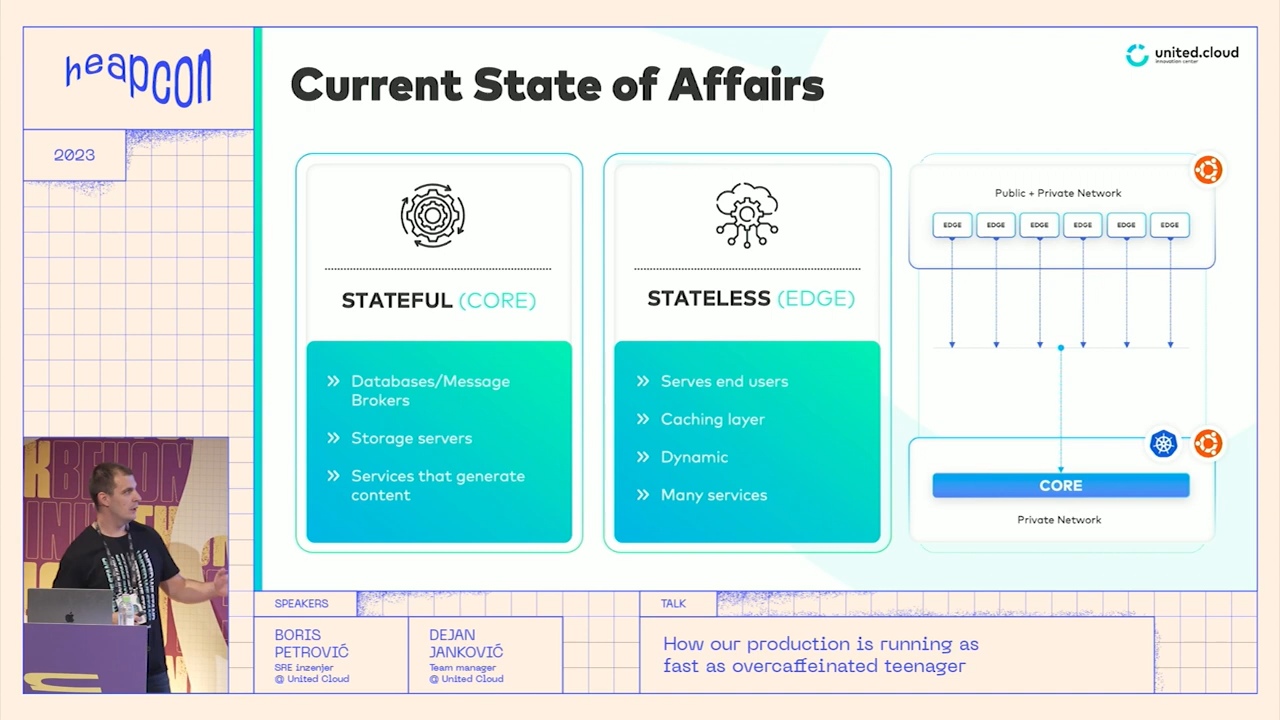 heapcon
2023
united.cloud
innovation center
Current State of Affairs
STATEFUL (CORE)
Databases/Message
Brokers
Storage servers
Services that generate
content
STATELESS (EDGE)
Serves end users
Caching layer
Dynamic
Many services
Public + Private Network
EDGE EDGE EDGE EDGE EDGE EDGE
CORE
Private Network
SPEAKERS
BORIS
PETROVIĆ
SRE inzenjer
@ United Cloud
DEJAN
JANKOVIĆ
Team manager
@ United Cloud
TALK
How our production is running as
fast as overcaffeinated teenager